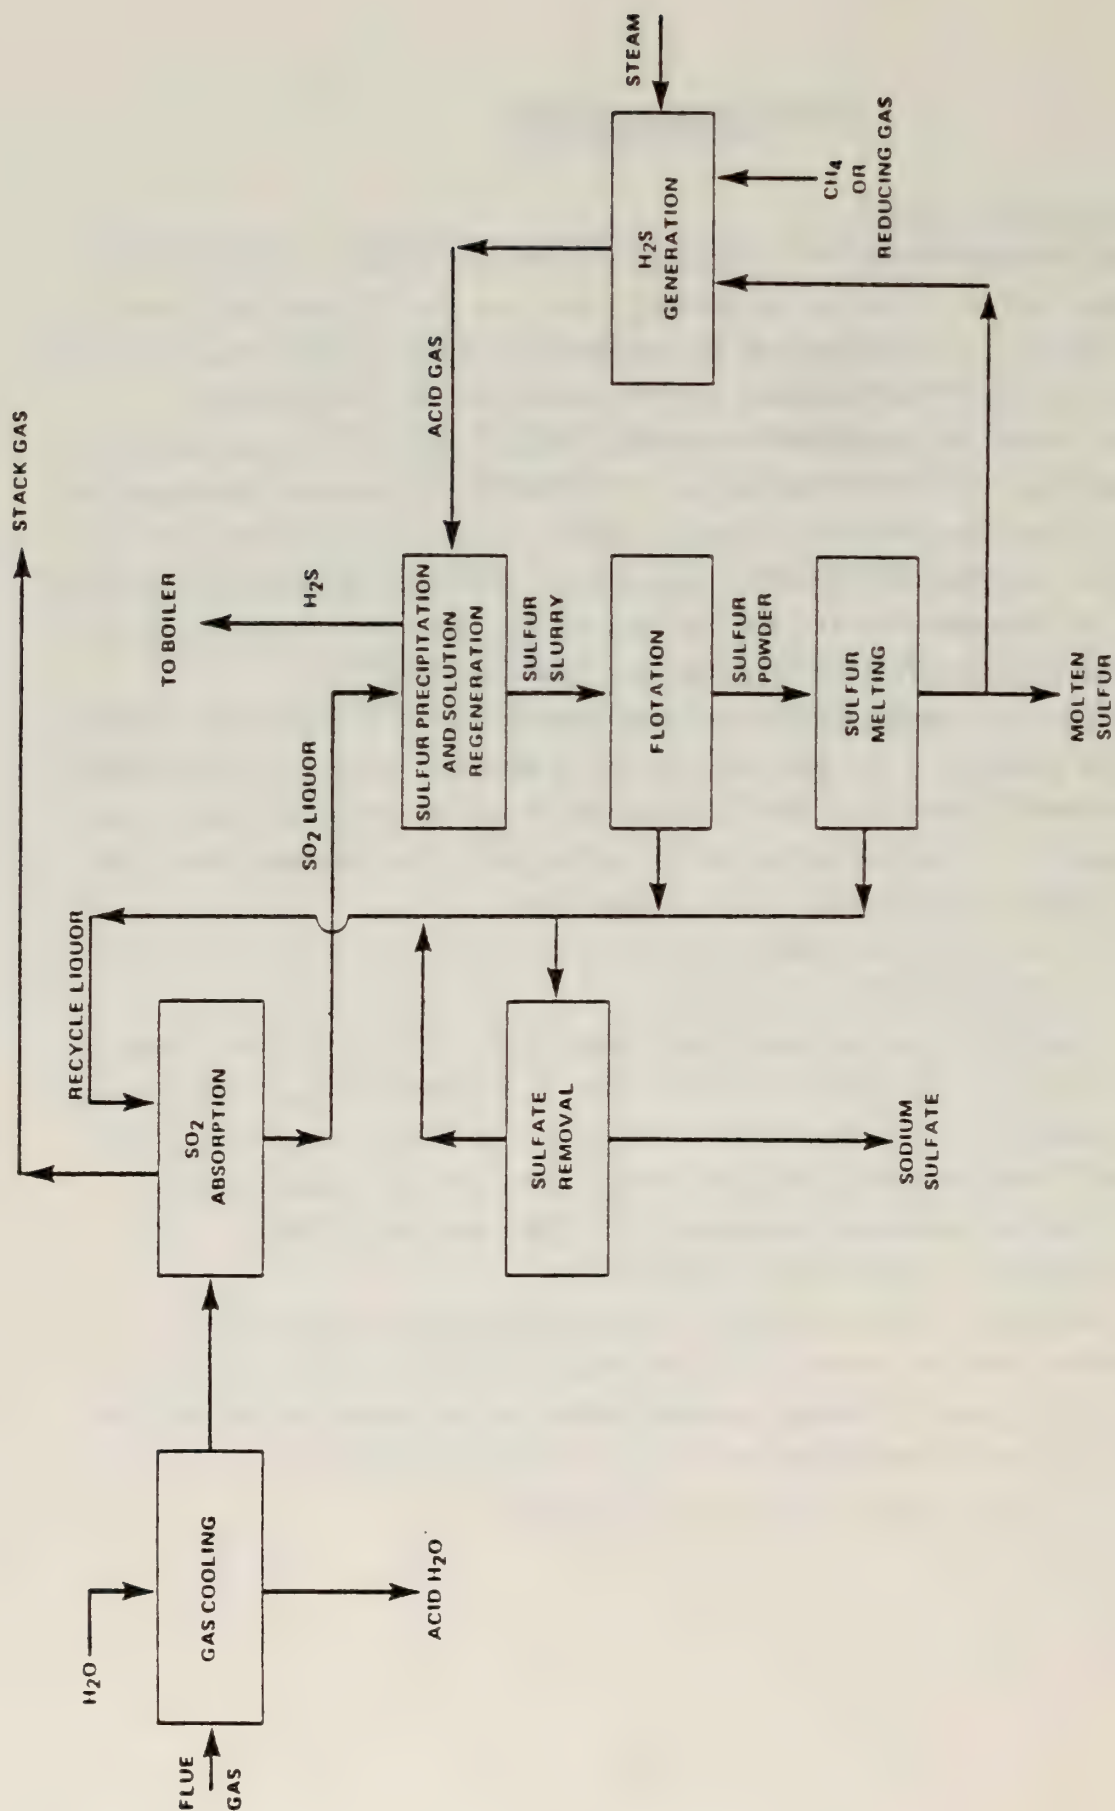 STACK GAS
RECYCLE LIQUOR
TO BOILER
H₂S
H₂O
FLUE
GAS
GAS COOLING
ACID H₂O
SO₂
ABSORPTION
SO₂ LIQUOR
SULFUR PRECIPITATION
AND SOLUTION
REGENERATION
ACID GAS
STEAM
H₂S
GENERATION
CH₄
OR
REDUCING GAS
SULFUR
SLURRY
FLOTATION
SULFUR
POWDER
SULFUR
MELTING
MOLTEN
SULFUR
SULFATE
REMOVAL
SODIUM
SULFATE